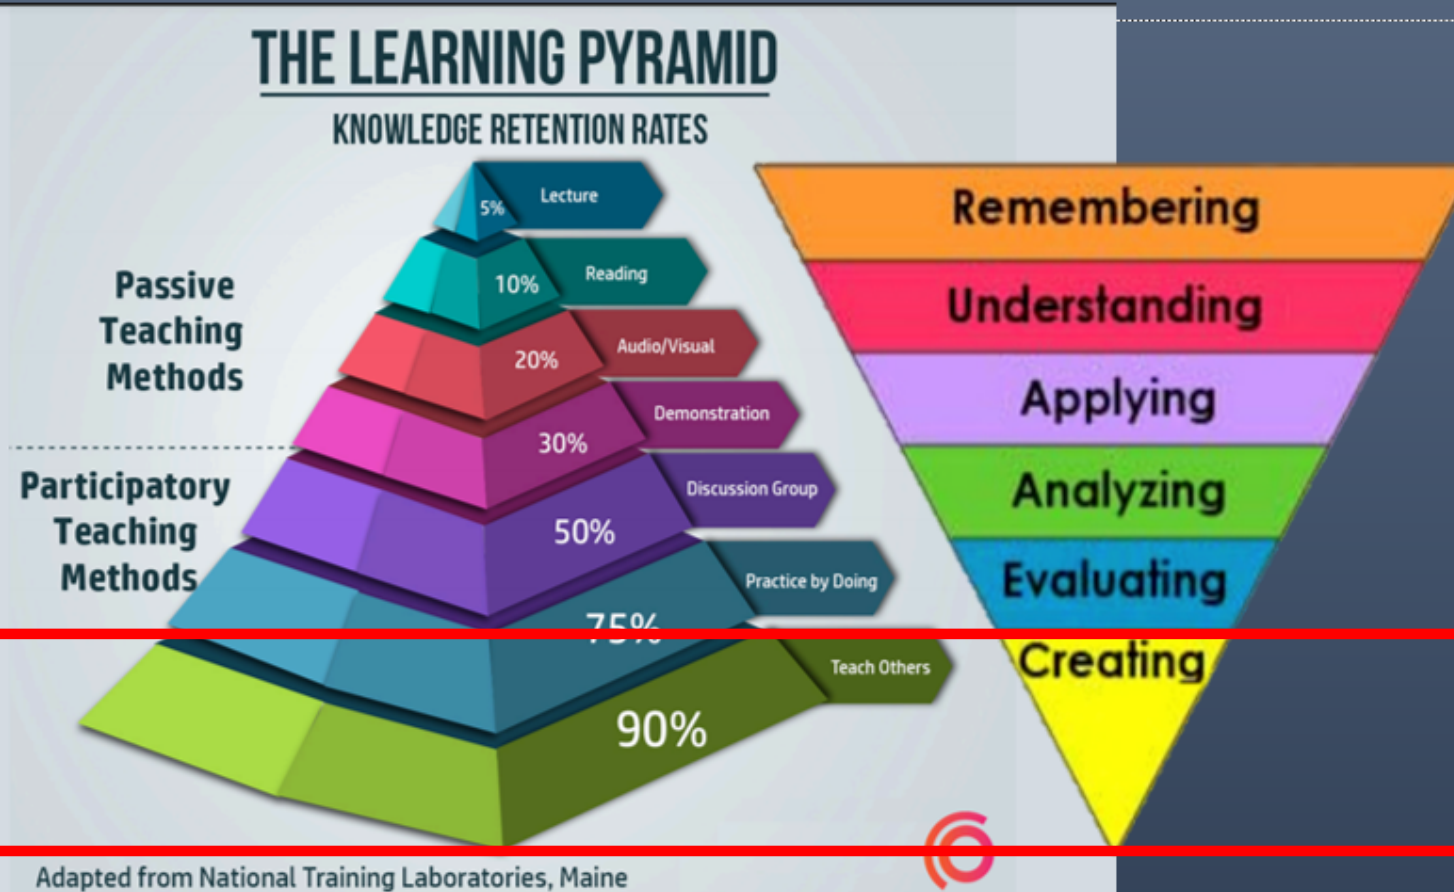 THE LEARNING PYRAMID
KNOWLEDGE RETENTION RATES
5%
Lecture
10%
Reading
20%
Audio/Visual
30%
Demonstration
50%
Discussion Group
75%
Practice by Doing
90%
Teach Others
Passive
Teaching
Methods
Participatory
Teaching
Methods
Adapted from National Training Laboratories, Maine
Remembering
Understanding
Applying
Analyzing
Evaluating
Creating